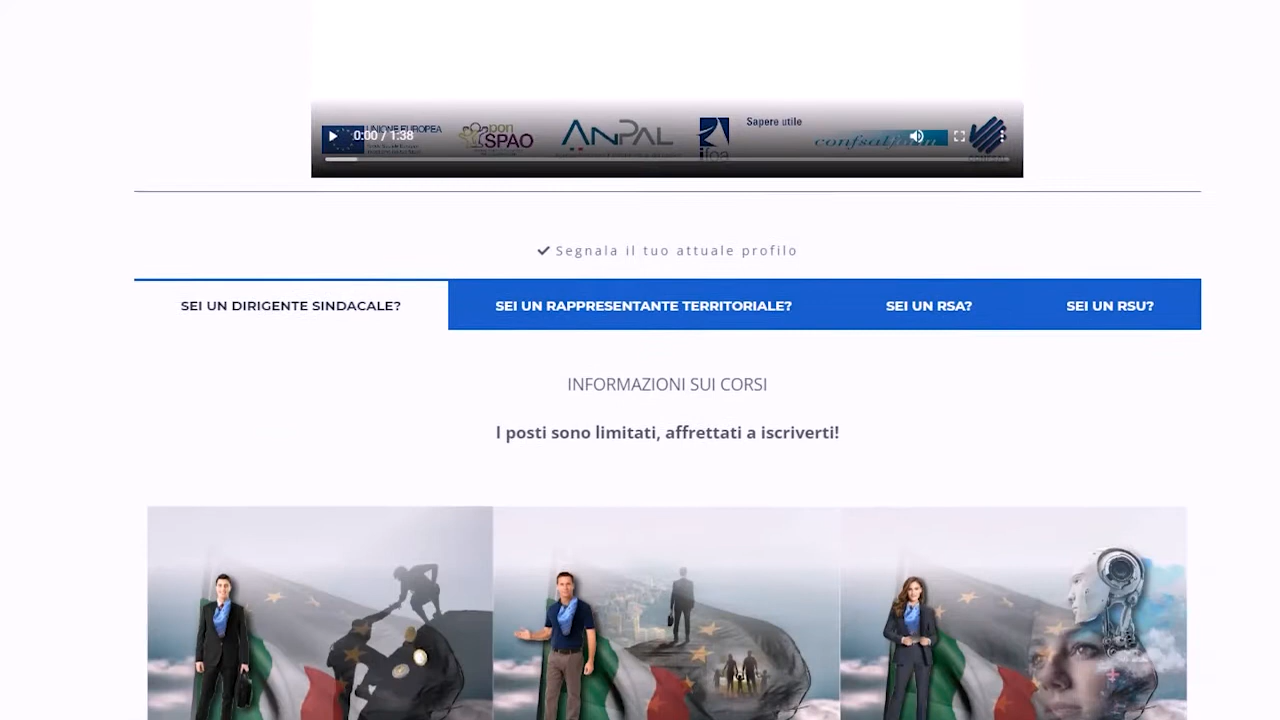 0:00 / 1:38
UNIONE EUROPEA
pon
SPAO
ANPAL
ifoa
Sapere utile
✔ Segnala il tuo attuale profilo
SEI UN DIRIGENTE SINDACALE?
SEI UN RAPPRESENTANTE TERRITORIALE?
SEI UN RSA?
SEI UN RSU?
INFORMAZIONI SUI CORSI
I posti sono limitati, affrettati a iscriverti!